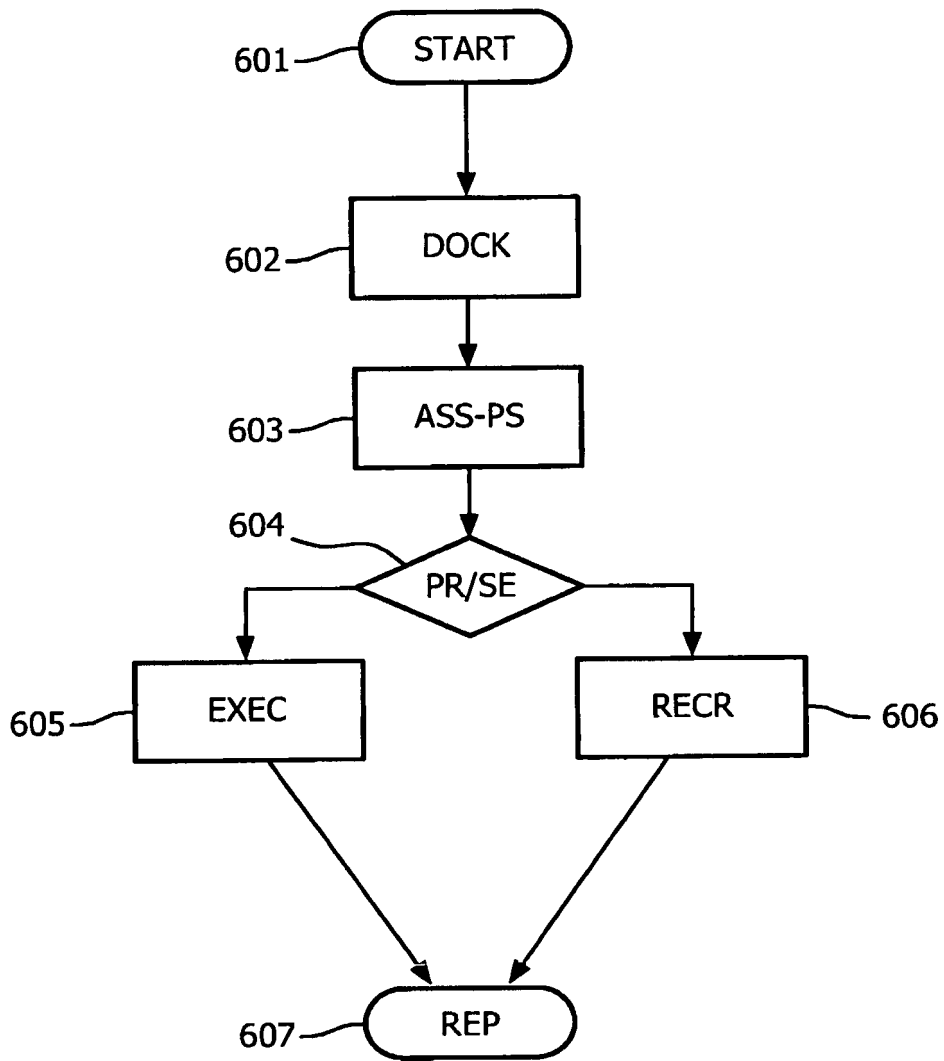 601 START
602 DOCK
603 ASS-PS
604
PR/SE
605 EXEC
RECR 606
607 REP